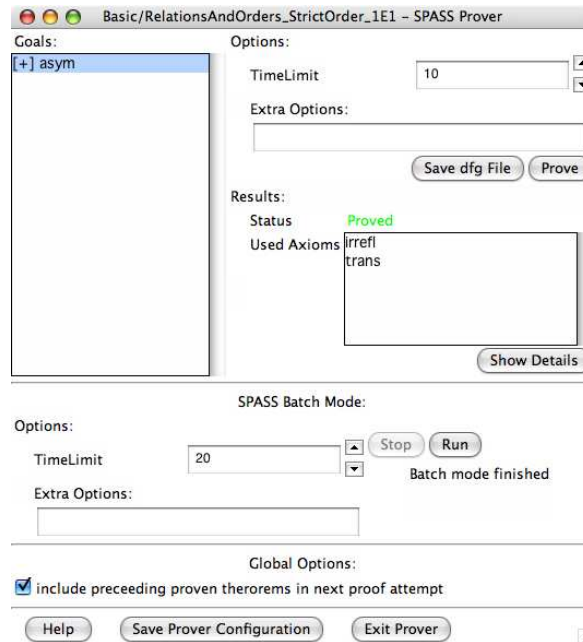 Basic/RelationsAndOrders_StrictOrder_1E1 – SPASS Prover
Goals:
[+] asym
Options:
TimeLimit
10
Extra Options:
Save dfg File
Prove
Results:
Status
Proved
Used Axioms
irrefl
trans
Show Details
SPASS Batch Mode:
Options:
TimeLimit
20
Stop
Run
Batch mode finished
Extra Options:
Global Options:
include preceeding proven therorems in next proof attempt
Help
Save Prover Configuration
Exit Prover